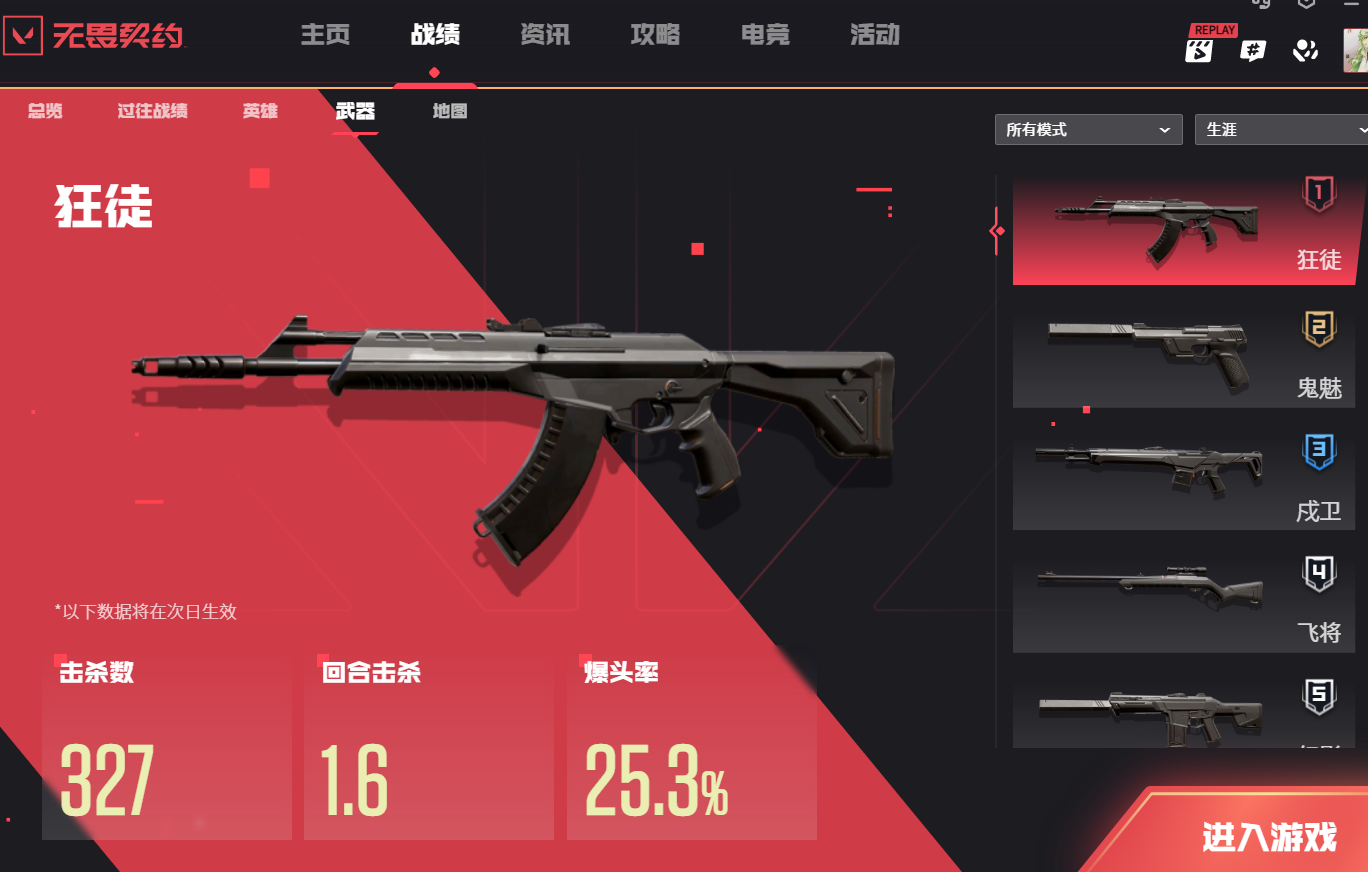 无畏契约
主页 战绩 资讯 攻略 电竞 活动
REPLAY
总览 过往战绩 英雄 武器 地图
所有模式 生涯
狂徒
1
狂徒
2
鬼魅
3
戍卫
4
飞将
5
*以下数据将在次日生效
击杀数 回合击杀 爆头率
327 1.6 25.3%
进入游戏